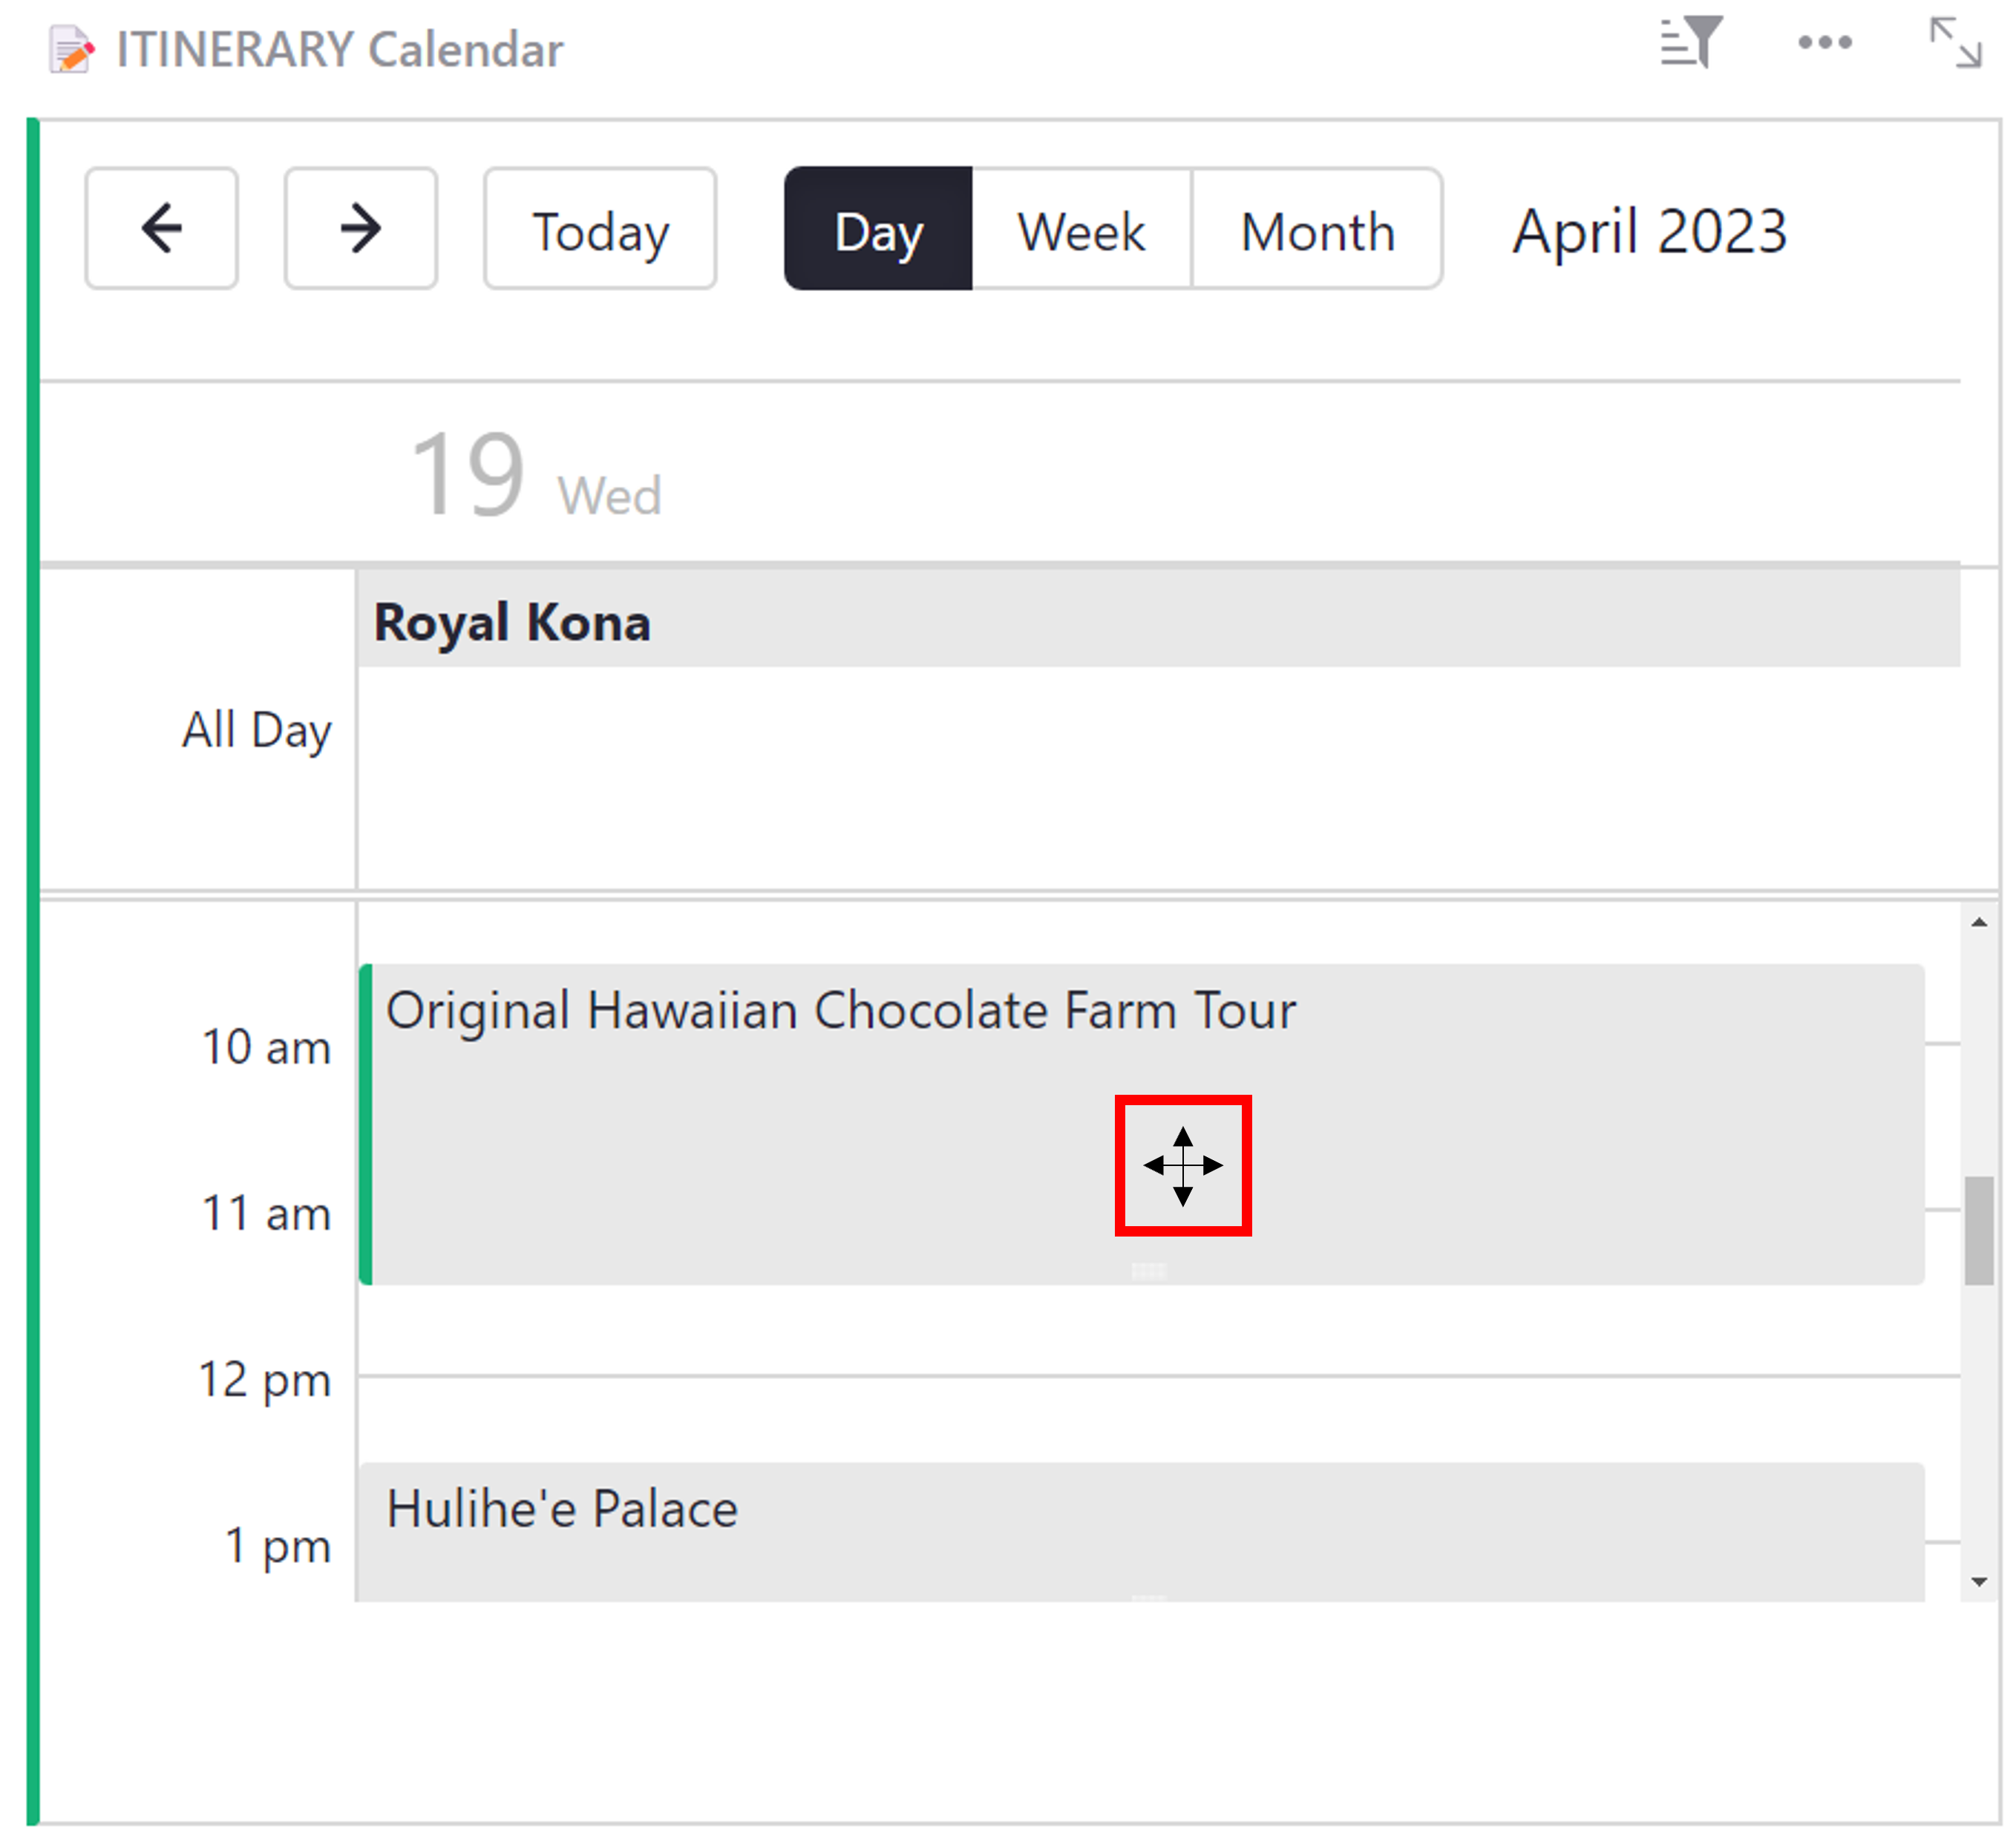 ITINERARY Calendar
Today Day Week Month April 2023
19 Wed
Royal Kona
All Day
Original Hawaiian Chocolate Farm Tour
10 am
11 am
12 pm
Hulihe'e Palace
1 pm